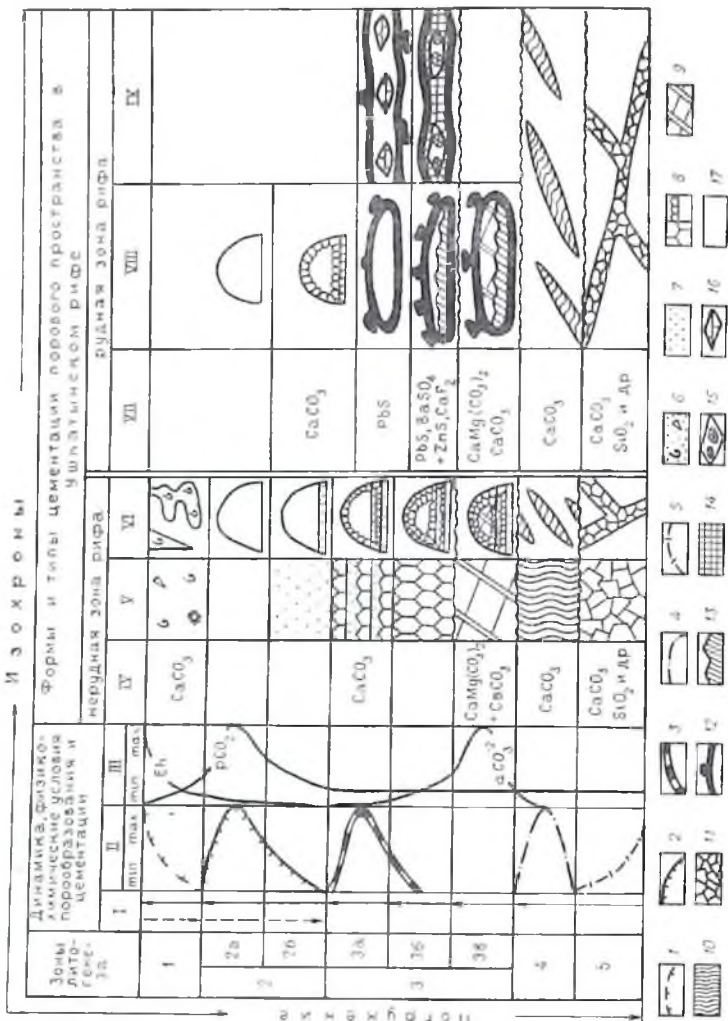 Изохроны
Зоны
лито-
гене-
за
Динамика, физико-
химические условия
порообразования и
цементации
Формы и типы цементации порового пространства в
Ушкатынском рифе
нерудная зона рифа
рудная зона рифа
I
II
III
IV
V
VI
VII
VIII
IX
min max
min max
1
Eh
CaCO₃
2
2а
pCO₂
2б
CaCO₃
3
3а
CaCO₃
PbS
3б
PbS, BaSO₄
+ ZnS, CaF₂
3в
aCO₃⁻²
CaMg(CO₃)₂
+ CaCO₃
CaMg(CO₃)₂
CaCO₃
4
CaCO₃
CaCO₃
5
CaCO₃
SiO₂ и др
CaCO₃
SiO₂ и др
1 2 3 4 5 6 7 8 9
10 11 12 13 14 15 16 17